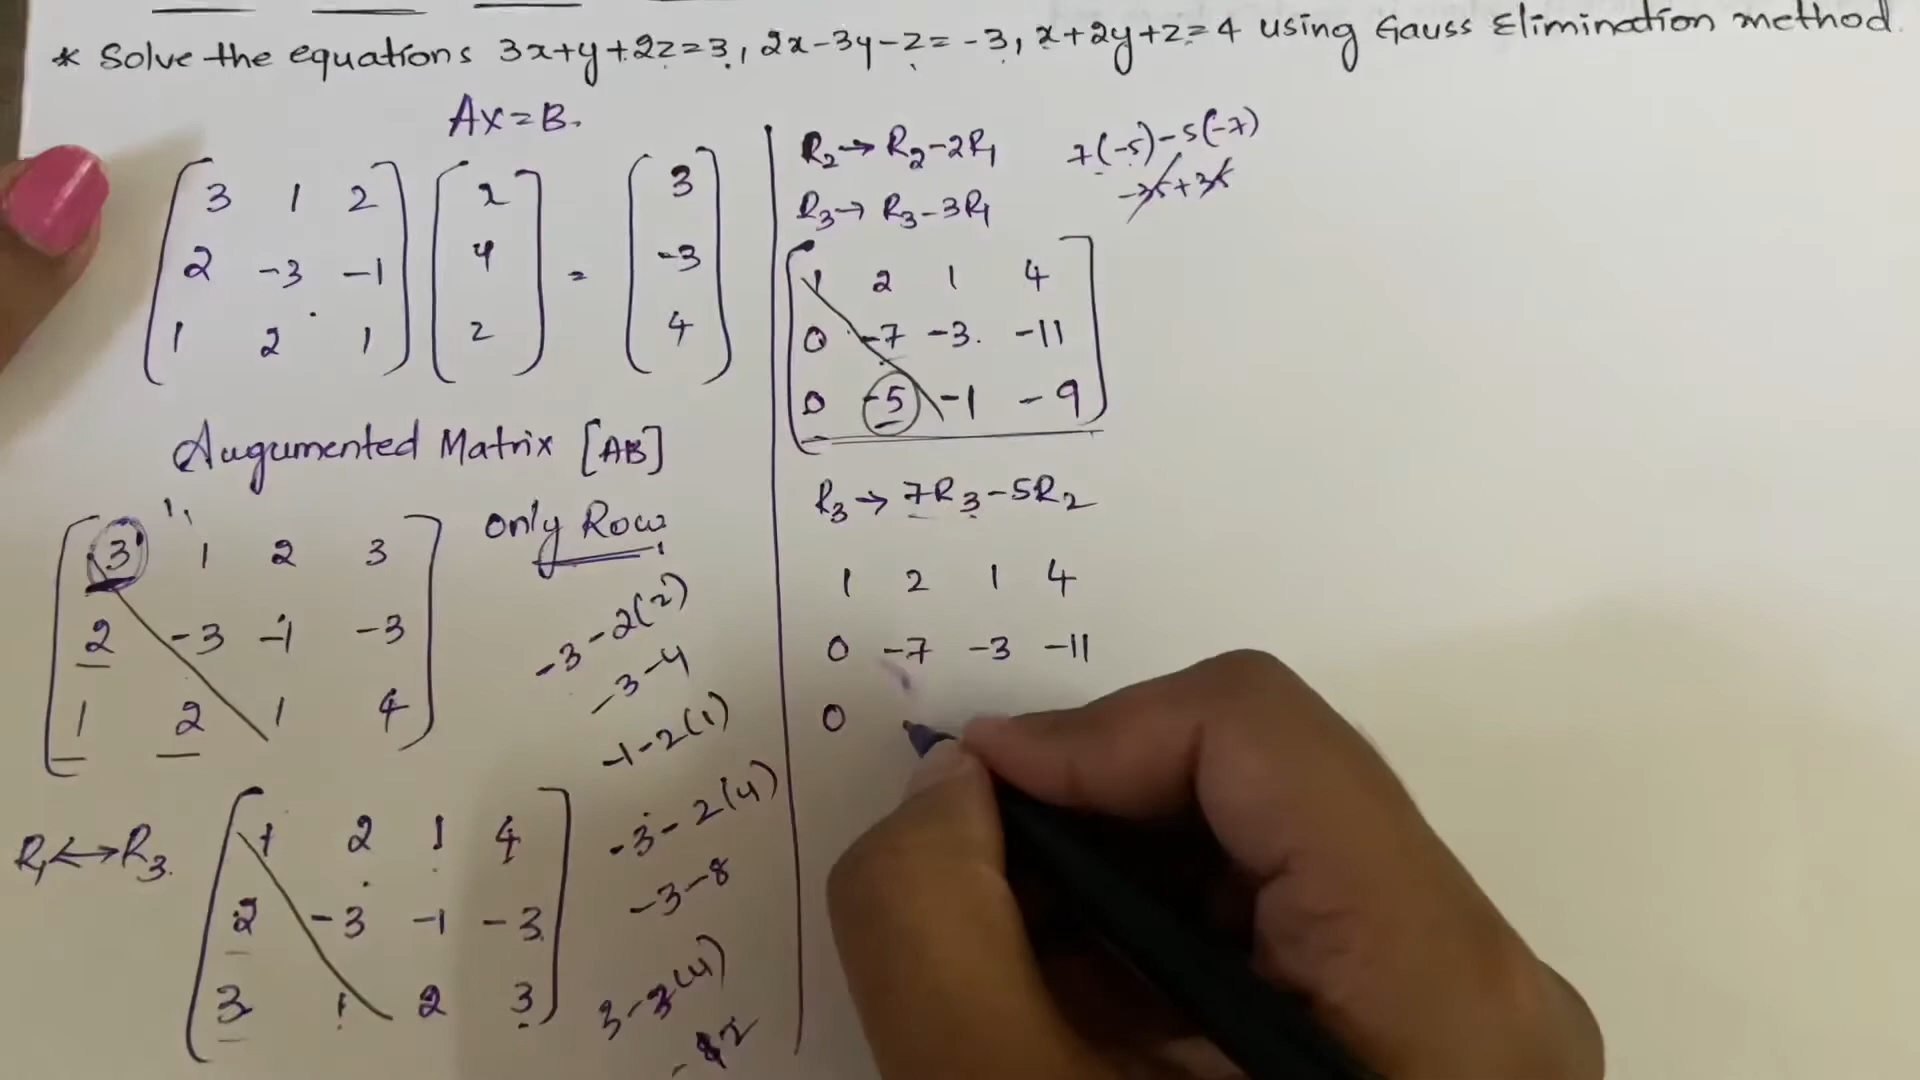 * Solve the equations 3x+y+2z=3, 2x-3y-z=-3, x+2y+z=4 using Gauss Elimination method.
AX=B.
3 1 2 x 3
2 -3 -1 y = -3
1 2 1 z 4
Augumented Matrix [AB]
3 1 2 3
2 -3 -1 -3
1 2 1 4
only Row
-3-2(2)
-3-4
-1-2(1)
-3-2(4)
-3-8
3-3(4)
R1↔R3
1 2 1 4
2 -3 -1 -3
3 1 2 3
R2→R2-2R1
R3→R3-3R1
7(-5)-5(-7)
-35+35
1 2 1 4
0 -7 -3 -11
0 -5 -1 -9
R3→7R3-5R2
1 2 1 4
0 -7 -3 -11
0